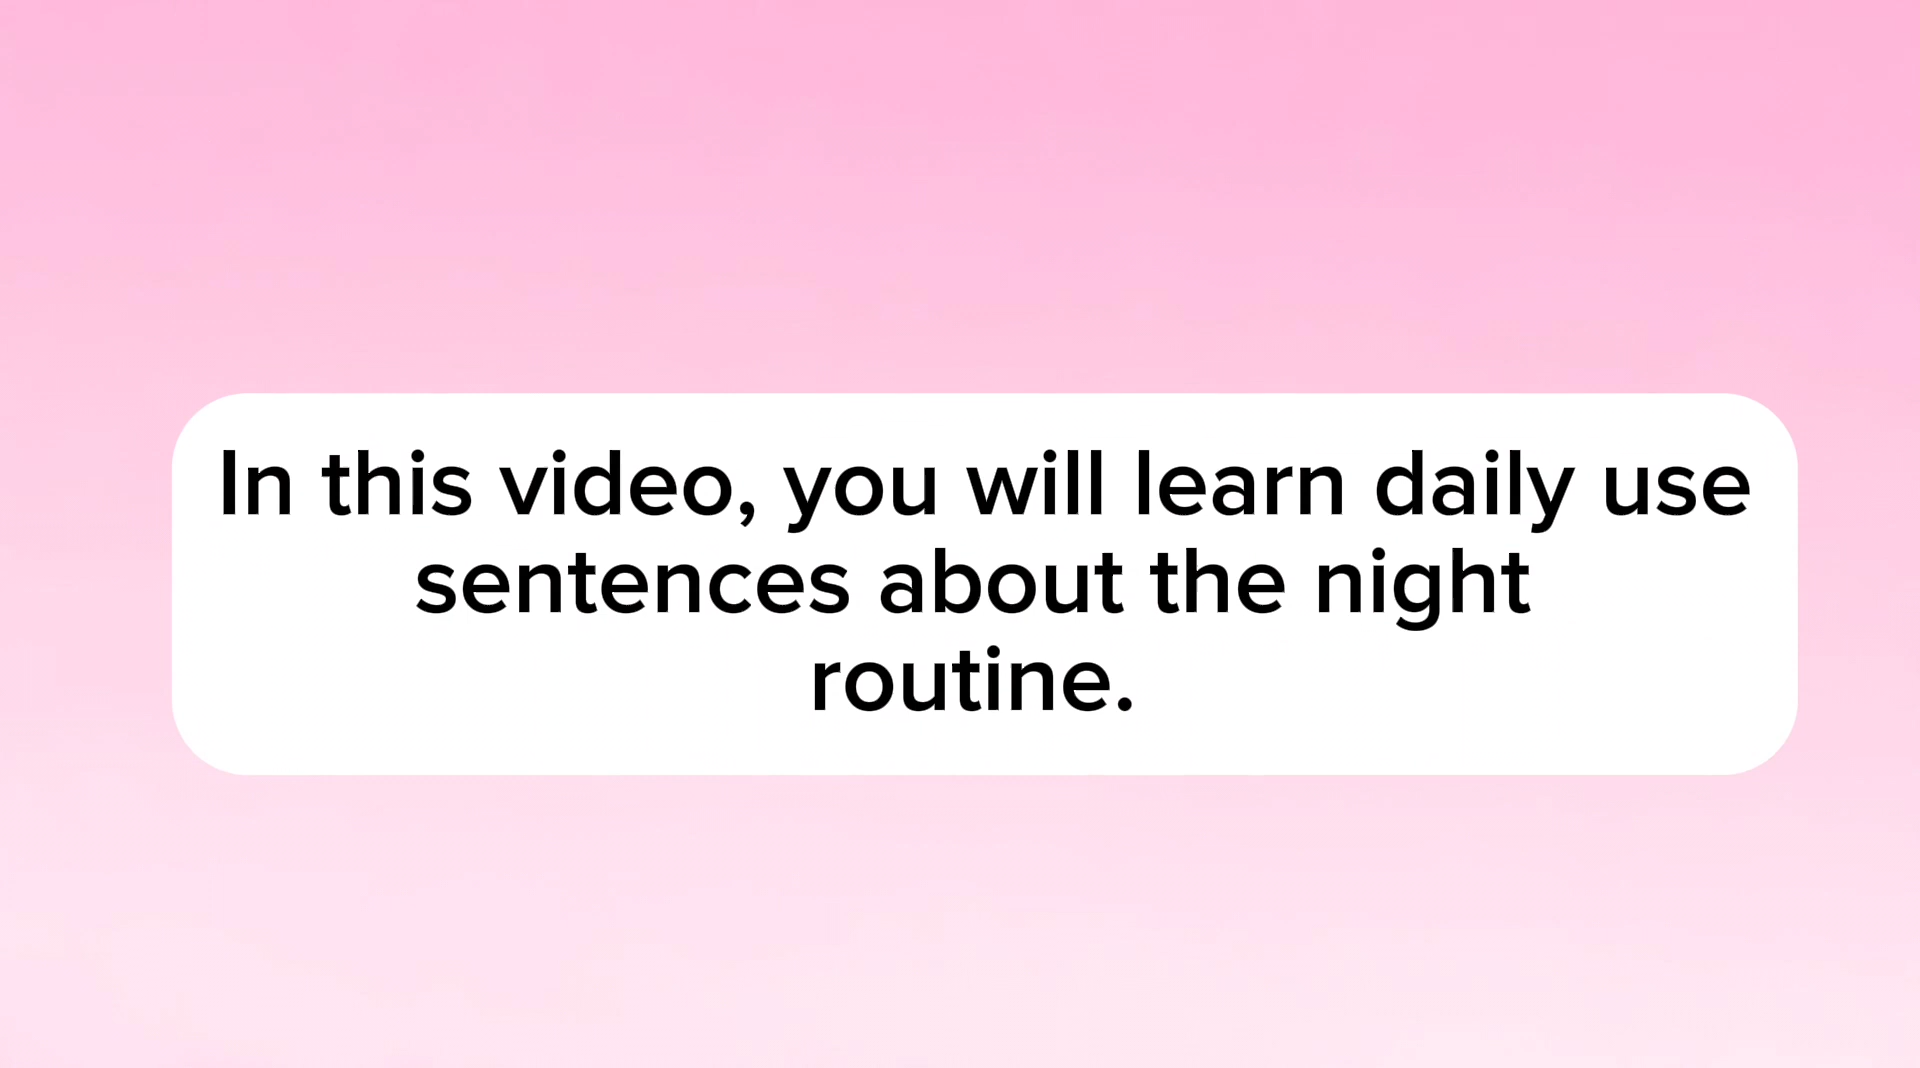 In this video, you will learn daily use
sentences about the night
routine.